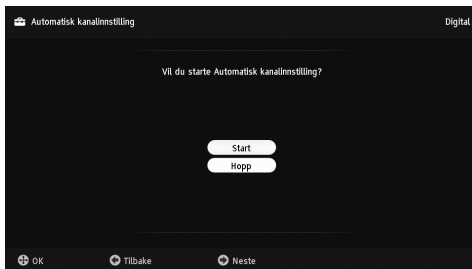 Automatisk kanalinnstilling
Digital
Vil du starte Automatisk kanalinnstilling?
Start
Hopp
OK
Tilbake
Neste